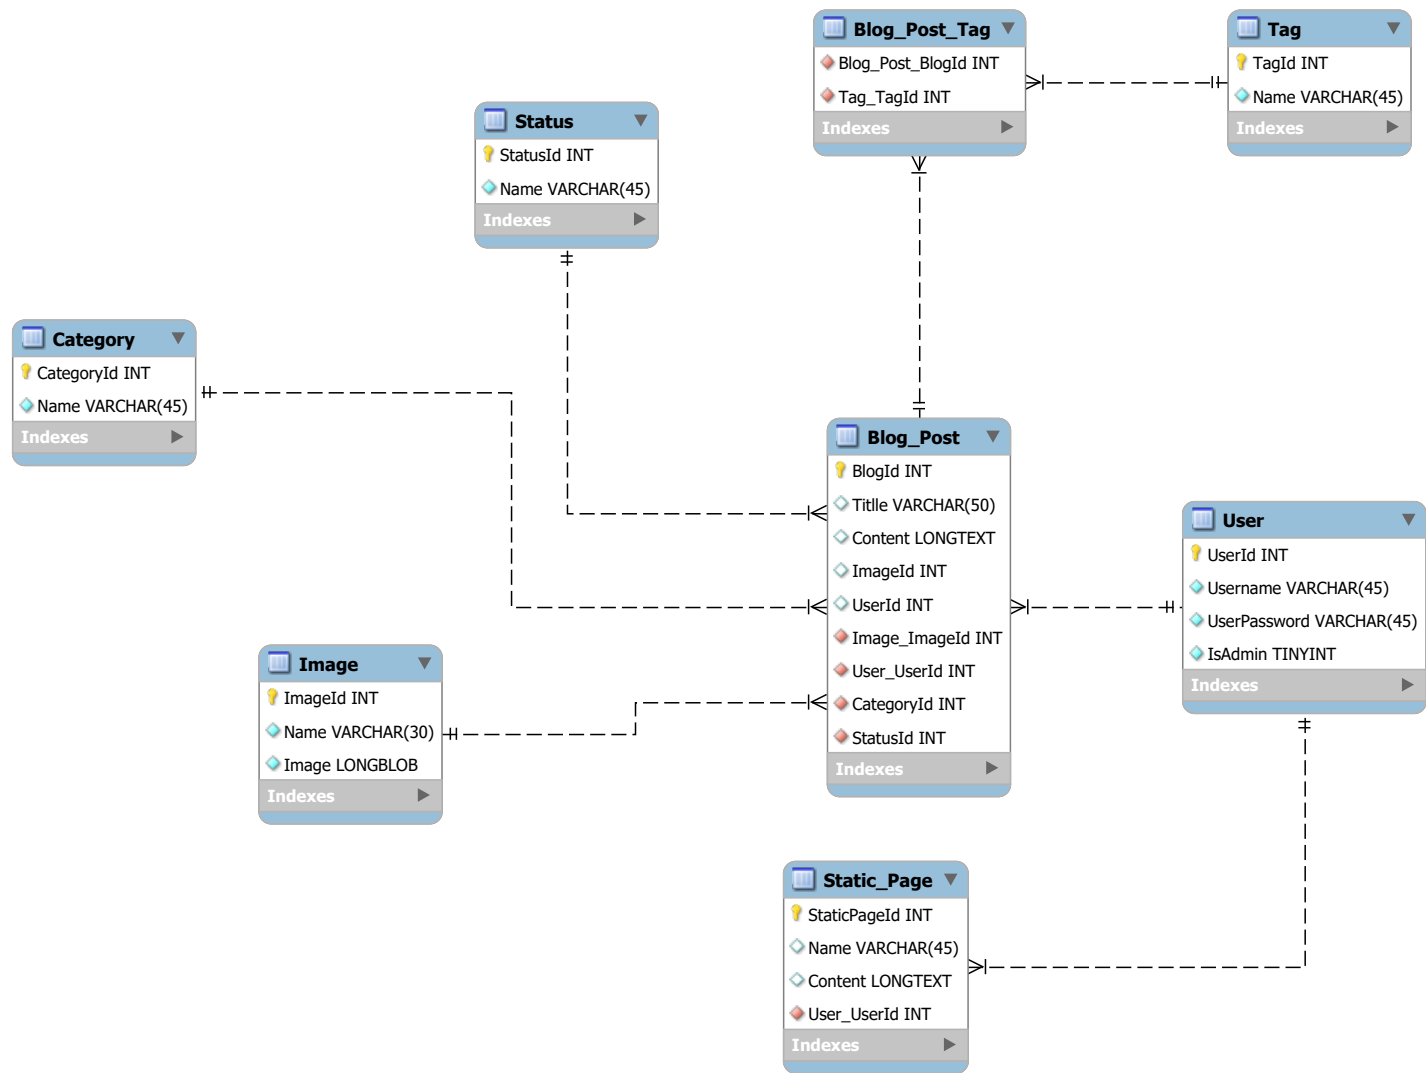 Blog_Post_Tag
Blog_Post_BlogId INT
Tag_TagId INT
Indexes
Tag
TagId INT
Name VARCHAR(45)
Indexes
Status
StatusId INT
Name VARCHAR(45)
Indexes
Category
CategoryId INT
Name VARCHAR(45)
Indexes
Blog_Post
BlogId INT
Titlle VARCHAR(50)
Content LONGTEXT
ImageId INT
UserId INT
Image_ImageId INT
User_UserId INT
CategoryId INT
StatusId INT
Indexes
User
UserId INT
Username VARCHAR(45)
UserPassword VARCHAR(45)
IsAdmin TINYINT
Indexes
Image
ImageId INT
Name VARCHAR(30)
Image LONGBLOB
Indexes
Static_Page
StaticPageId INT
Name VARCHAR(45)
Content LONGTEXT
User_UserId INT
Indexes